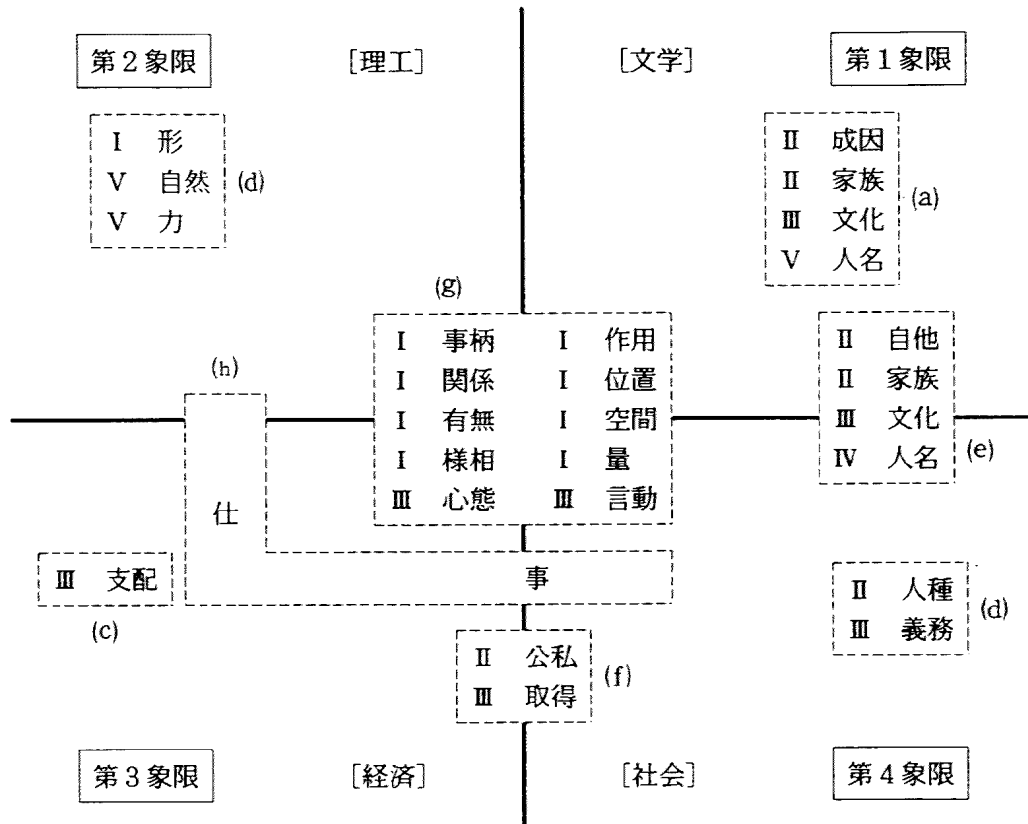 第2象限 [理工] [文学] 第1象限
I 形
V 自然
V 力
(d)
II 成因
II 家族
III 文化
V 人名
(a)
(g)
I 事柄 I 作用
I 関係 I 位置
I 有無 I 空間
I 様相 I 量
III 心態 III 言動
(h)
仕
事
II 自他
II 家族
III 文化
IV 人名
(e)
III 支配
(c)
II 人種
III 義務
(d)
II 公私
III 取得
(f)
第3象限 [経済] [社会] 第4象限